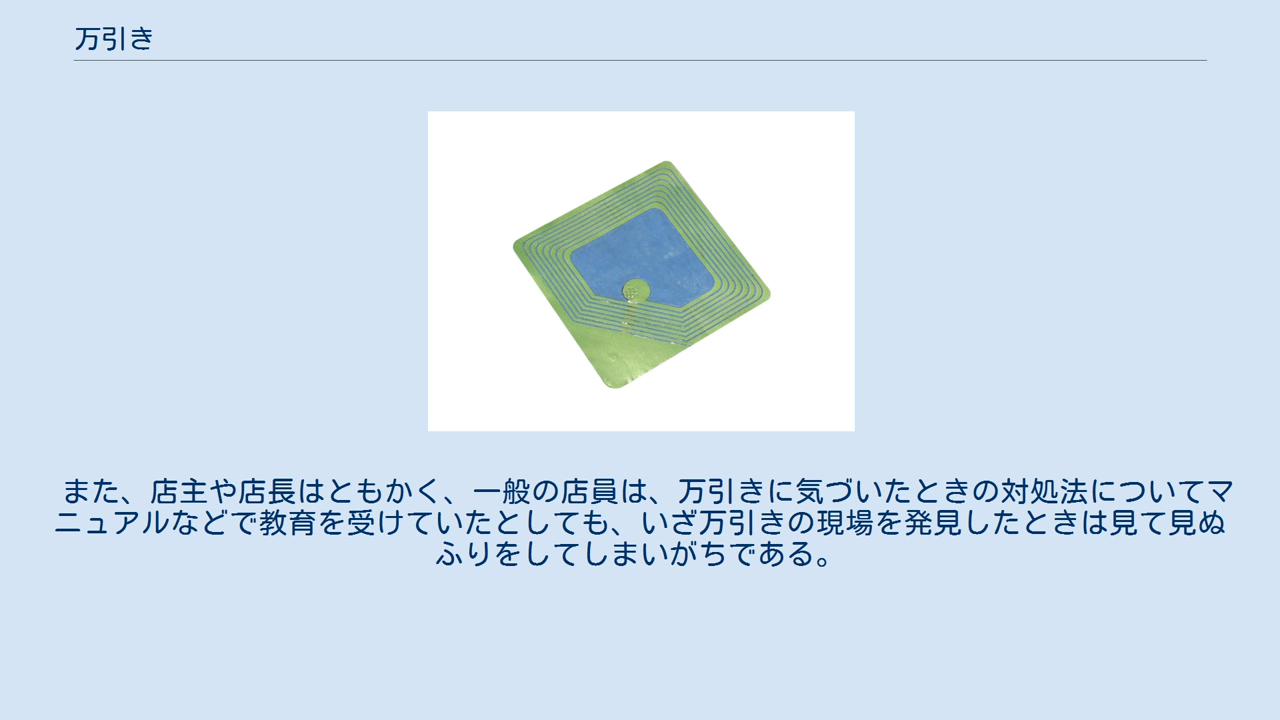 万引き
また、店主や店長はともかく、一般の店員は、万引きに気づいたときの対処法についてマ
ニュアルなどで教育を受けていたとしても、いざ万引きの現場を発見したときは見て見ぬ
ふりをしてしまいがちである。